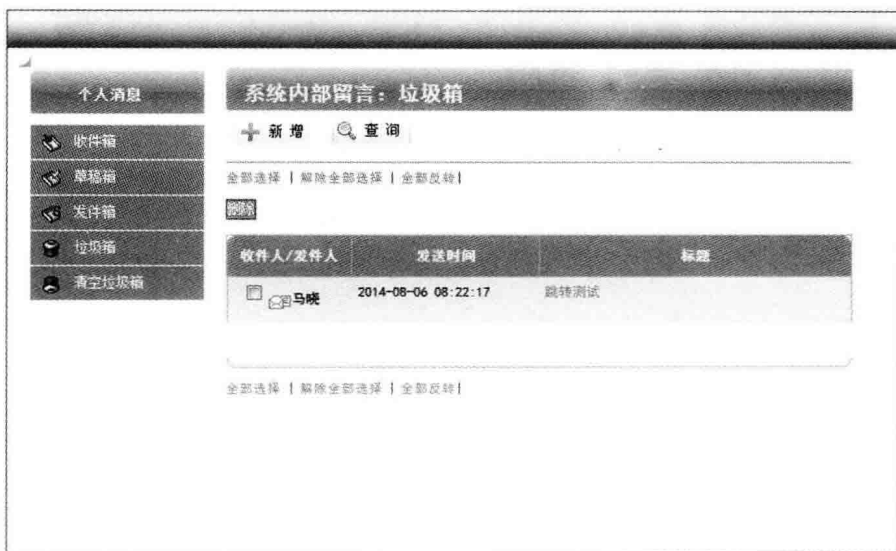 个人消息
收件箱
草稿箱
发件箱
垃圾箱
清空垃圾箱
系统内部留言：垃圾箱
新增 查询
全部选择 | 解除全部选择 | 全部反转|
删除
收件人/发件人 发送时间 标题
马晓 2014-08-06 08:22:17 跳转测试
全部选择 | 解除全部选择 | 全部反转|